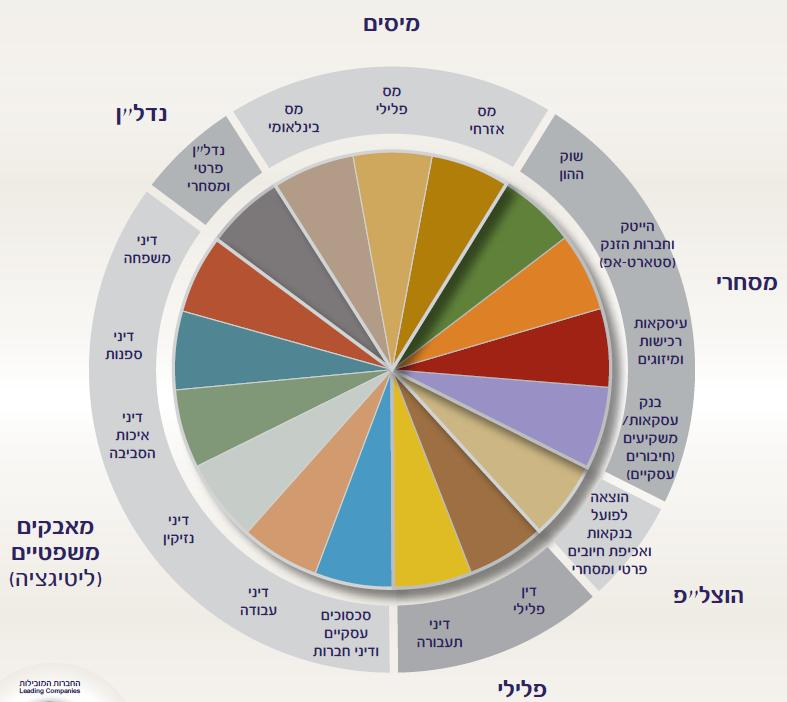 מיסים
מס
אזרחי
מס
פלילי
מס
בינלאומי
נדל״ן
נדל״ן
פרטי
ומסחרי
מסחרי
שוק
ההון
הייטק
וחברות הזנק
(סטארט-אפ)
עיסקאות
רכישות
ומיזוגים
בנק
עסקאות/
משקיעים
(חיבורים
עסקיים)
הוצל״פ
הוצאה
לפועל
בנקאות
ואכיפת חיובים
פרטי ומסחרי
פלילי
דין
פלילי
דיני
תעבורה
מאבקים
משפטיים
(ליטיגציה)
סכסוכים
עסקיים
ודיני חברות
דיני
עבודה
דיני
נזיקין
דיני
איכות
הסביבה
דיני
ספנות
דיני
משפחה
החברות המובילות
Leading Companies